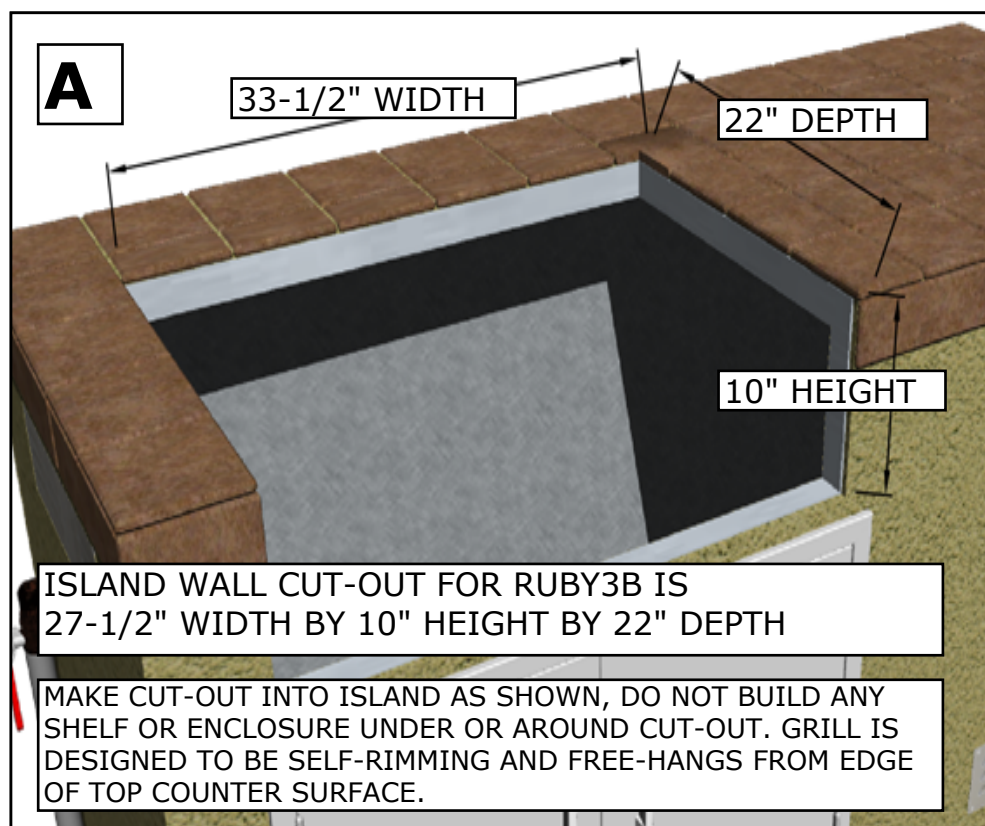 A
33-1/2" WIDTH
22" DEPTH
10" HEIGHT
ISLAND WALL CUT-OUT FOR RUBY3B IS
27-1/2" WIDTH BY 10" HEIGHT BY 22" DEPTH
MAKE CUT-OUT INTO ISLAND AS SHOWN, DO NOT BUILD ANY
SHELF OR ENCLOSURE UNDER OR AROUND CUT-OUT. GRILL IS
DESIGNED TO BE SELF-RIMMING AND FREE-HANGS FROM EDGE
OF TOP COUNTER SURFACE.